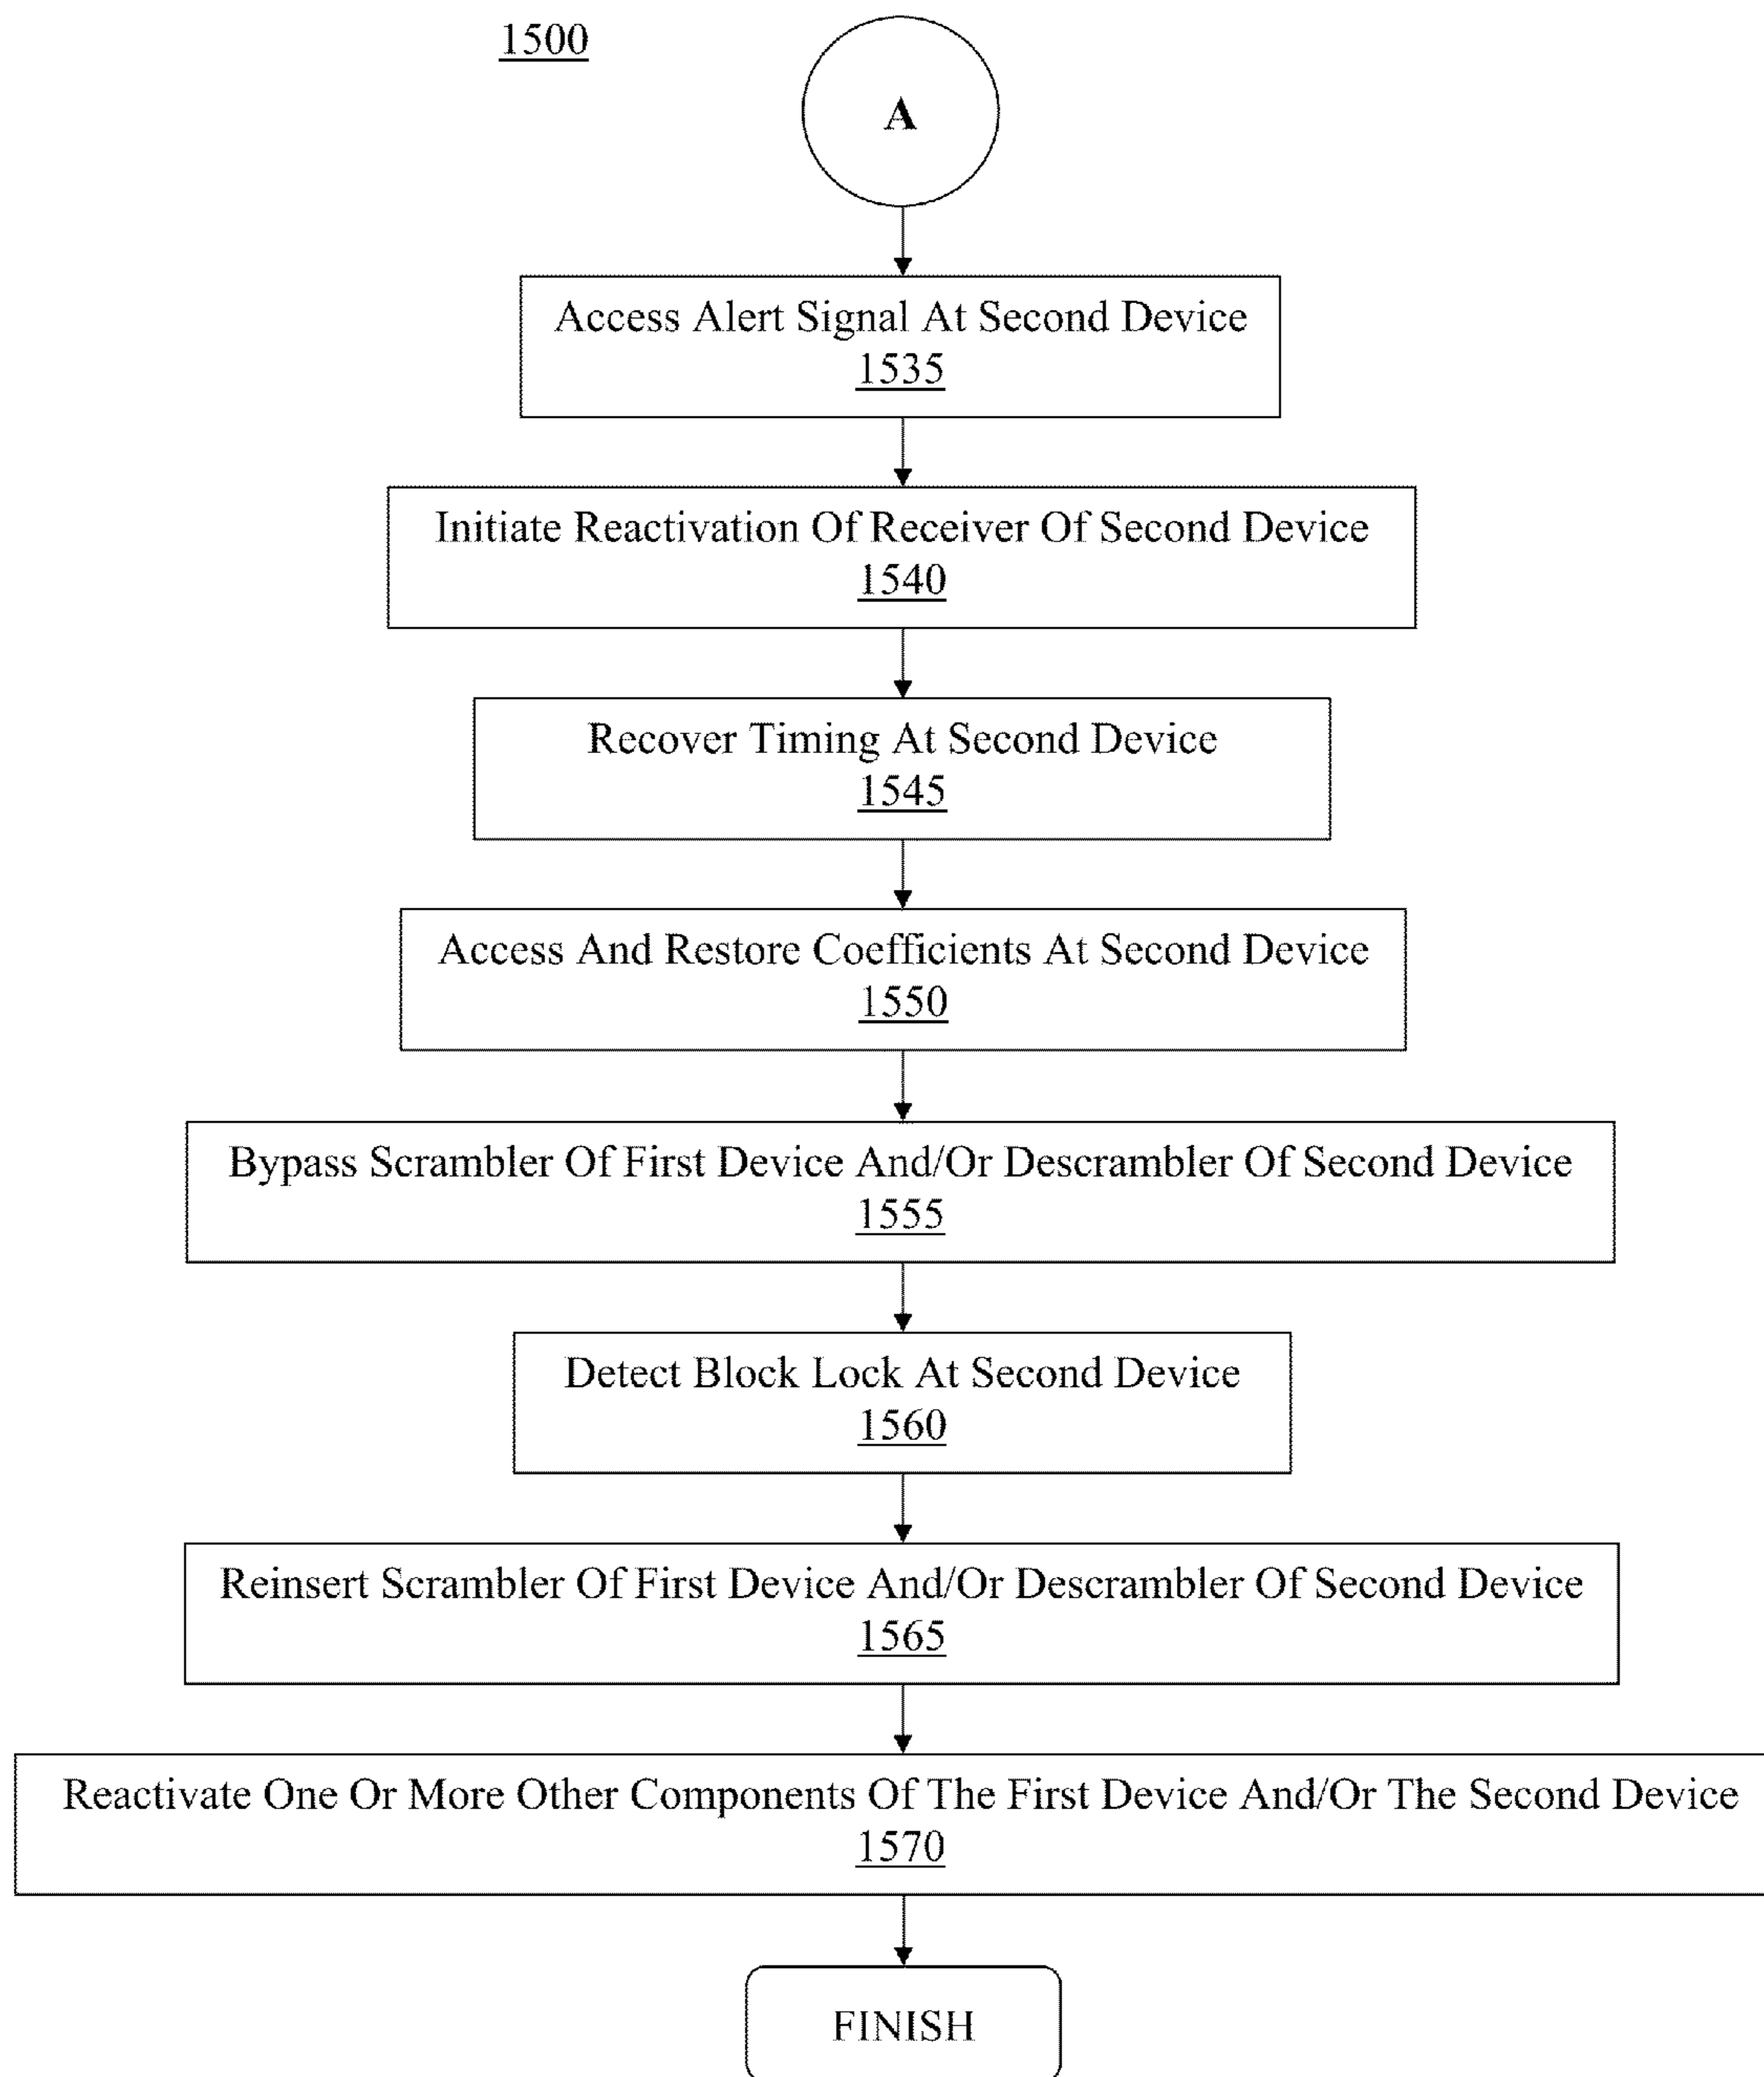 1500
A
Access Alert Signal At Second Device
1535
Initiate Reactivation Of Receiver Of Second Device
1540
Recover Timing At Second Device
1545
Access And Restore Coefficients At Second Device
1550
Bypass Scrambler Of First Device And/Or Descrambler Of Second Device
1555
Detect Block Lock At Second Device
1560
Reinsert Scrambler Of First Device And/Or Descrambler Of Second Device
1565
Reactivate One Or More Other Components Of The First Device And/Or The Second Device
1570
FINISH